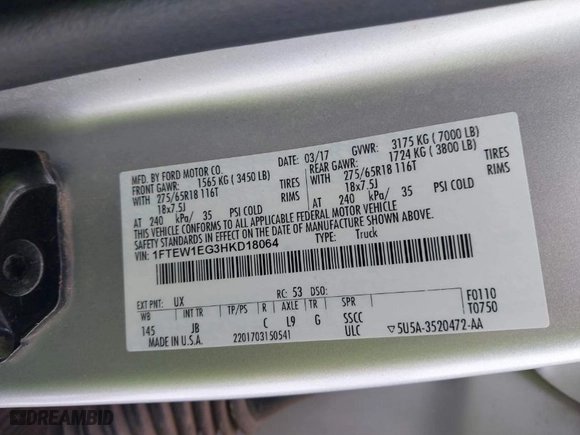 MFD. BY FORD MOTOR CO.
DATE: 03/17 GVWR: 3175 KG ( 7000 LB)
FRONT GAWR: 1565 KG ( 3450 LB) REAR GAWR: 1724 KG ( 3800 LB)
WITH 275/65R18 116T TIRES WITH 275/65R18 116T TIRES
18x7.5J RIMS 18x7.5J RIMS
AT 240 kPa/ 35 PSI COLD AT 240 kPa/ 35 PSI COLD
THIS VEHICLE CONFORMS TO ALL APPLICABLE FEDERAL MOTOR VEHICLE
SAFETY STANDARDS IN EFFECT ON THE DATE OF MANUFACTURE SHOWN ABOVE.
VIN: 1FTEW1EG3HKD18064 TYPE: Truck
EXT PNT: UX RC: 53 DSO: F0110
WB INT TR TP/PS R AXLE TR SPR T0750
145 JB C L9 G SSCC
MADE IN U.S.A. 2201703150541 ULC ▽5U5A-3520472-AA
DREAMBID